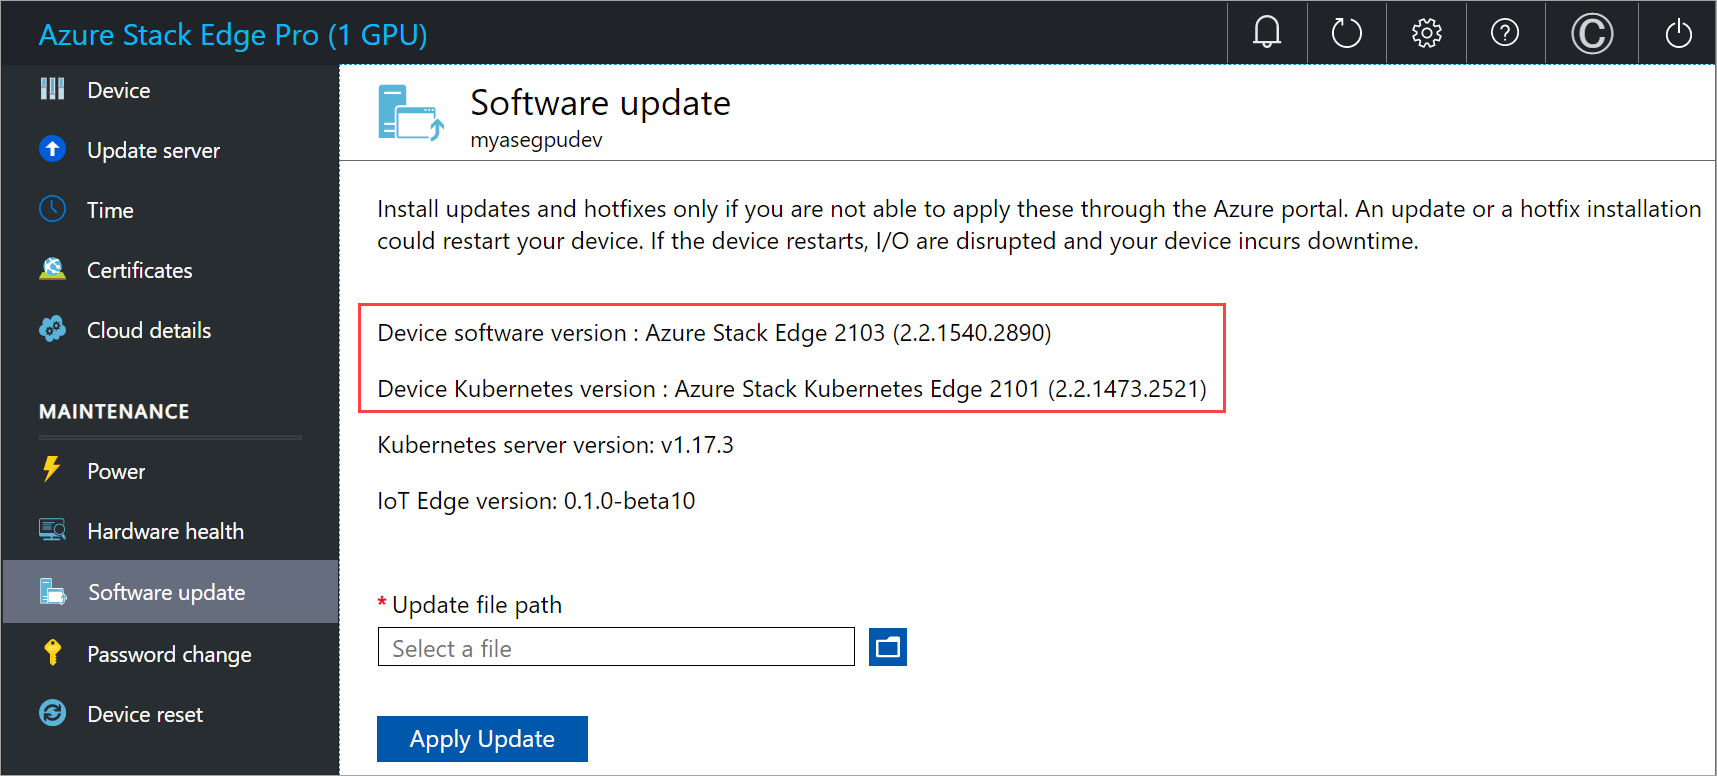 Azure Stack Edge Pro (1 GPU)
Device
Update server
Time
Certificates
Cloud details
MAINTENANCE
Power
Hardware health
Software update
Password change
Device reset
Software update
myasegpudev
Install updates and hotfixes only if you are not able to apply these through the Azure portal. An update or a hotfix installation
could restart your device. If the device restarts, I/O are disrupted and your device incurs downtime.
Device software version : Azure Stack Edge 2103 (2.2.1540.2890)
Device Kubernetes version : Azure Stack Kubernetes Edge 2101 (2.2.1473.2521)
Kubernetes server version: v1.17.3
IoT Edge version: 0.1.0-beta10
* Update file path
Select a file
Apply Update